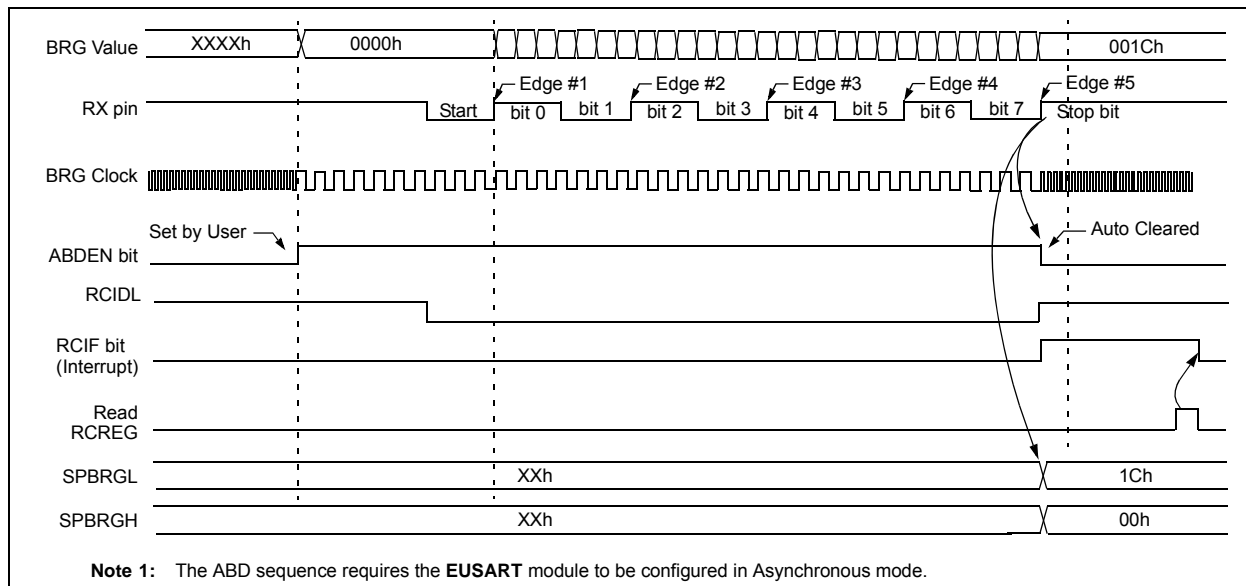 BRG Value XXXXh 0000h 001Ch
Edge #1 Edge #2 Edge #3 Edge #4 Edge #5
RX pin Start bit 0 bit 1 bit 2 bit 3 bit 4 bit 5 bit 6 bit 7 Stop bit
BRG Clock
Set by User Auto Cleared
ABDEN bit
RCIDL
RCIF bit
(Interrupt)
Read
RCREG
SPBRGL XXh 1Ch
SPBRGH XXh 00h
Note 1: The ABD sequence requires the EUSART module to be configured in Asynchronous mode.